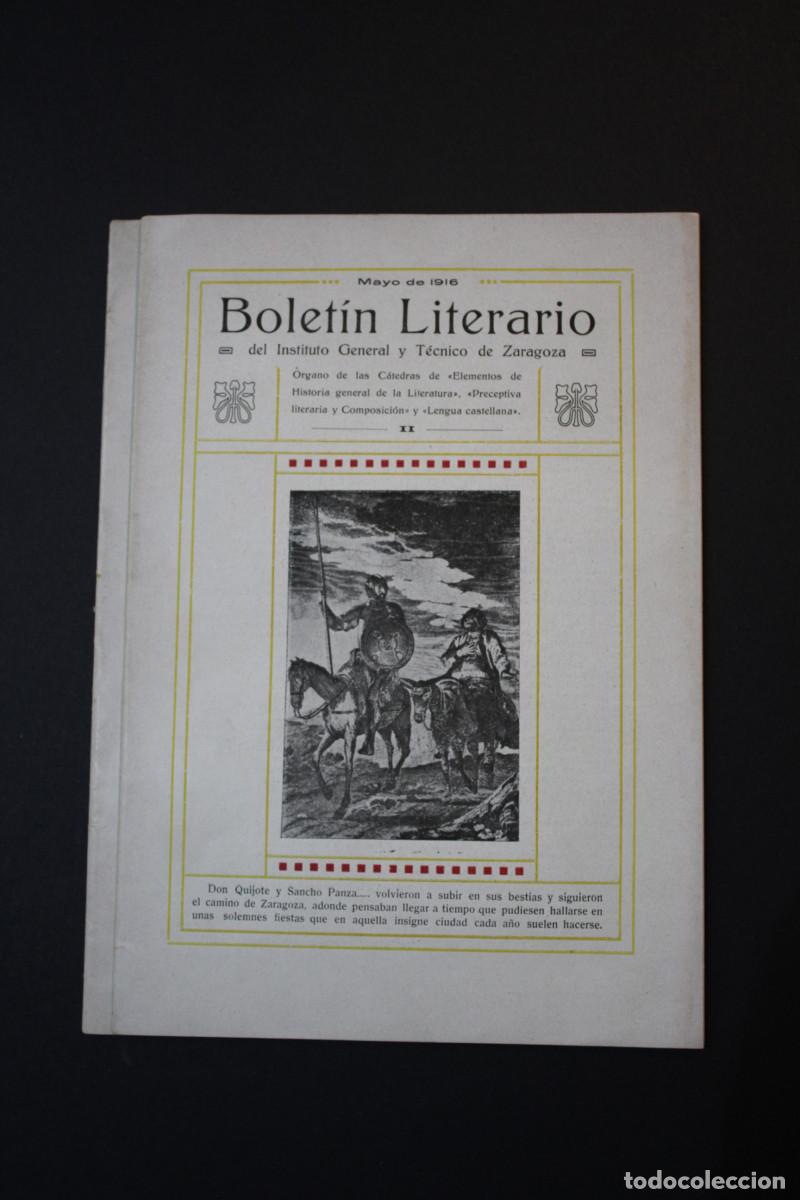 Mayo de 1916
Boletín Literario
del Instituto General y Técnico de Zaragoza
Órgano de las Cátedras de «Elementos de
Historia general de la Literatura», «Preceptiva
literaria y Composición» y «Lengua castellana».
II
Don Quijote y Sancho Panza.... volvieron a subir en sus bestias y siguieron
el camino de Zaragoza, adonde pensaban llegar a tiempo que pudiesen hallarse en
unas solemnes fiestas que en aquella insigne ciudad cada año suelen hacerse.
todocoleccion